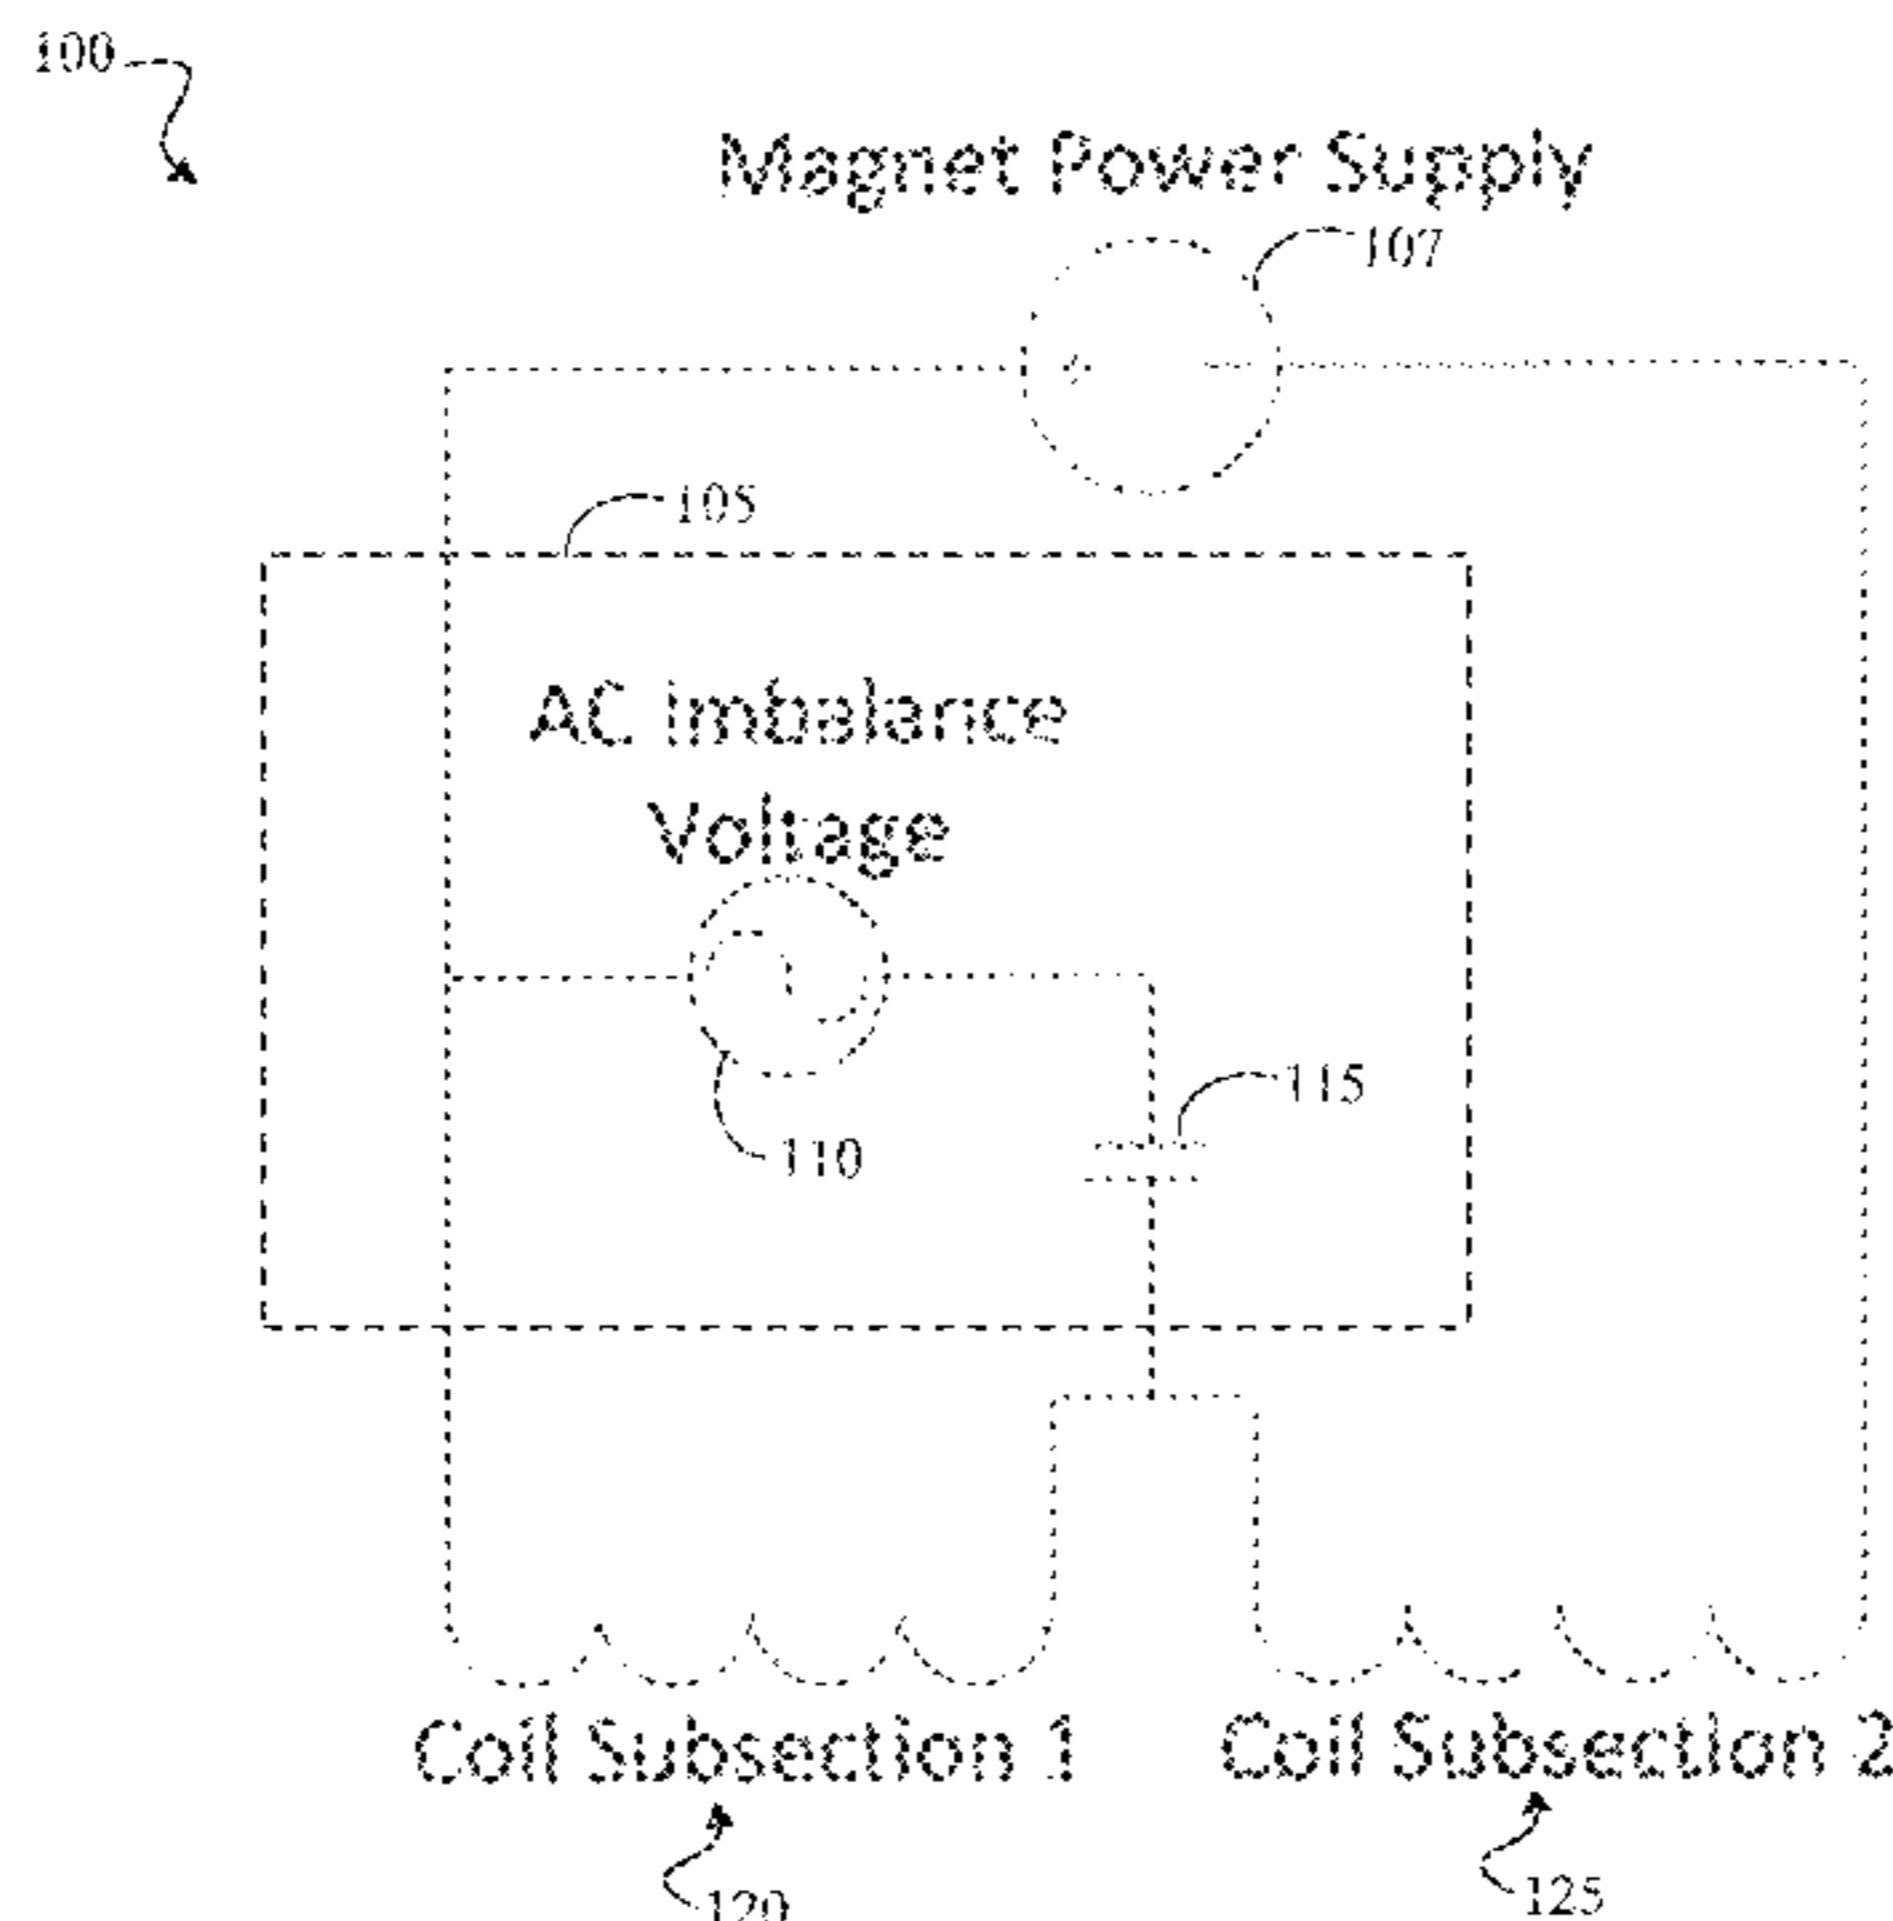 100
Magnet Power Supply
107
105
AC Imbalance
Voltage
115
110
Coil Subsection 1
Coil Subsection 2
120
125